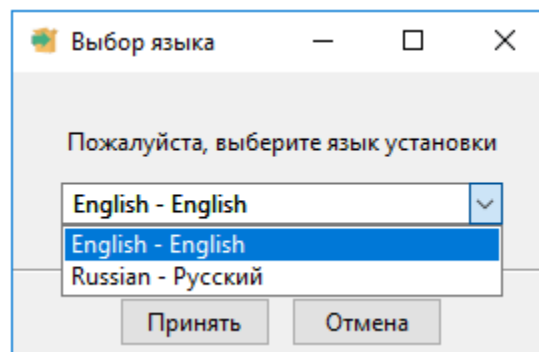 Выбор языка
Пожалуйста, выберите язык установки
English - English
English - English
Russian - Русский
Принять Отмена